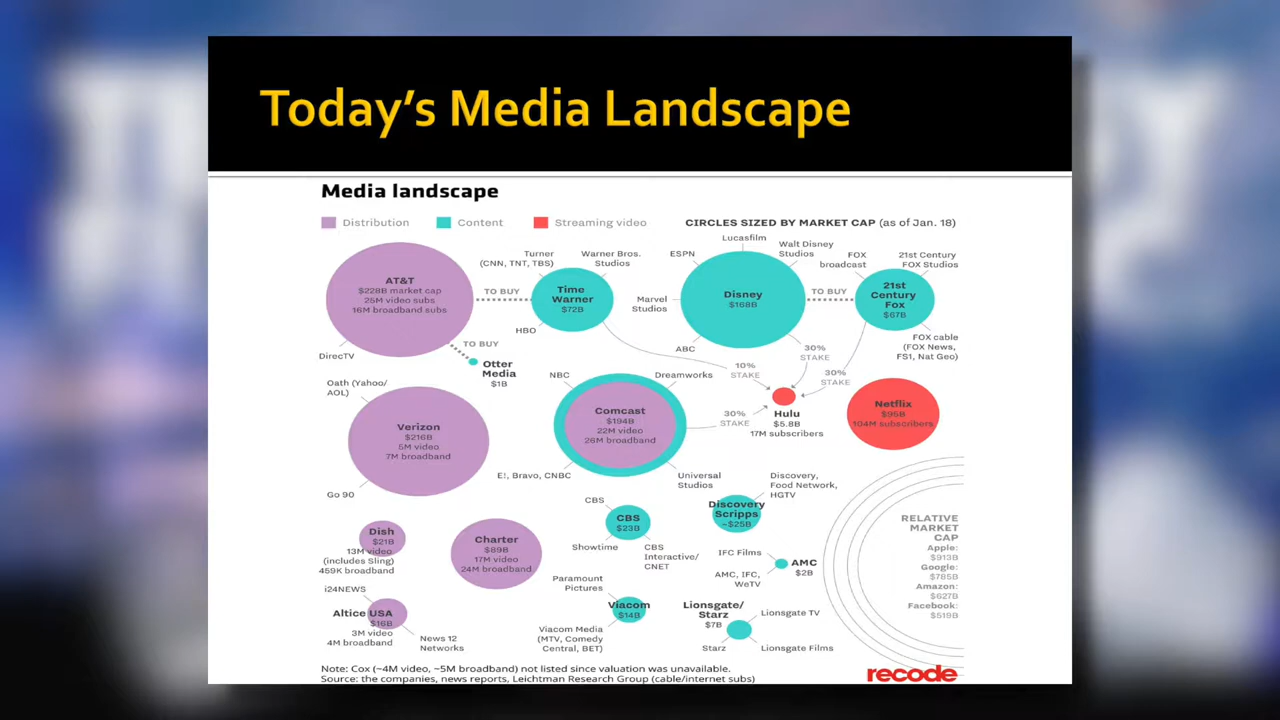 Today's Media Landscape
Media landscape
Distribution
Content
Streaming video
CIRCLES SIZED BY MARKET CAP (as of Jan. 18)
AT&T
$228B market cap
25M video subs
16M broadband subs
DirecTV
TO BUY
TO BUY
Turner
(CNN, TNT, TBS)
Warner Bros.
Studios
Time
Warner
$72B
HBO
Otter
Media
$1B
Lucasfilm
ESPN
Walt Disney
Studios
Marvel
Studios
Disney
$168B
ABC
TO BUY
FOX
broadcast
21st Century
FOX Studios
21st
Century
Fox
$67B
FOX cable
(FOX News,
FS1, Nat Geo)
10%
STAKE
30%
STAKE
30%
STAKE
30%
STAKE
Hulu
$5.8B
17M subscribers
Netflix
$95B
104M subscribers
Oath (Yahoo/
AOL)
Verizon
$216B
5M video
7M broadband
Go 90
NBC
Dreamworks
Comcast
$194B
22M video
26M broadband
E!, Bravo, CNBC
Universal
Studios
Dish
$21B
13M video
(includes Sling)
459K broadband
Charter
$89B
17M video
24M broadband
CBS
CBS
$23B
Showtime
CBS
Interactive/
CNET
Discovery,
Food Network,
HGTV
Discovery
Scripps
~$25B
IFC Films
AMC
$2B
AMC, IFC,
WeTV
i24NEWS
Altice USA
$16B
3M video
4M broadband
News 12
Networks
Paramount
Pictures
Viacom
$14B
Viacom Media
(MTV, Comedy
Central, BET)
Lionsgate/
Starz
$7B
Lionsgate TV
Starz
Lionsgate Films
RELATIVE
MARKET
CAP
Apple:
$913B
Google:
$785B
Amazon:
$627B
Facebook:
$519B
Note: Cox (~4M video, ~5M broadband) not listed since valuation was unavailable.
Source: the companies, news reports, Leichtman Research Group (cable/internet subs)
recode